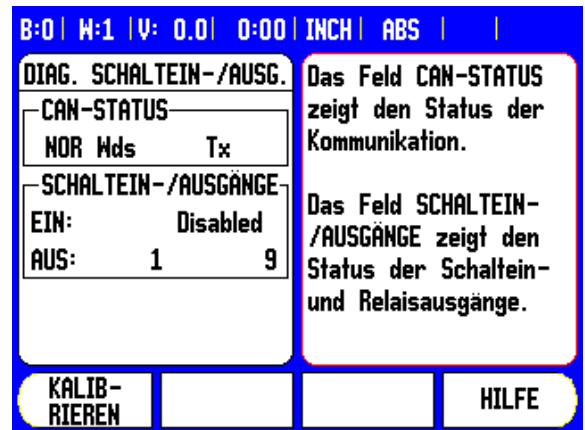 B:0 | W:1 | V: 0.0 | 0:00 | INCH | ABS | |
DIAG. SCHALTEIN-/AUSG.
CAN-STATUS
NOR Wds Tx
SCHALTEIN-/AUSGÄNGE
EIN: Disabled
AUS: 1 9
Das Feld CAN-STATUS
zeigt den Status der
Kommunikation.
Das Feld SCHALTEIN-
/AUSGÄNGE zeigt den
Status der Schaltein-
und Relaisausgänge.
KALIB-
RIEREN
HILFE